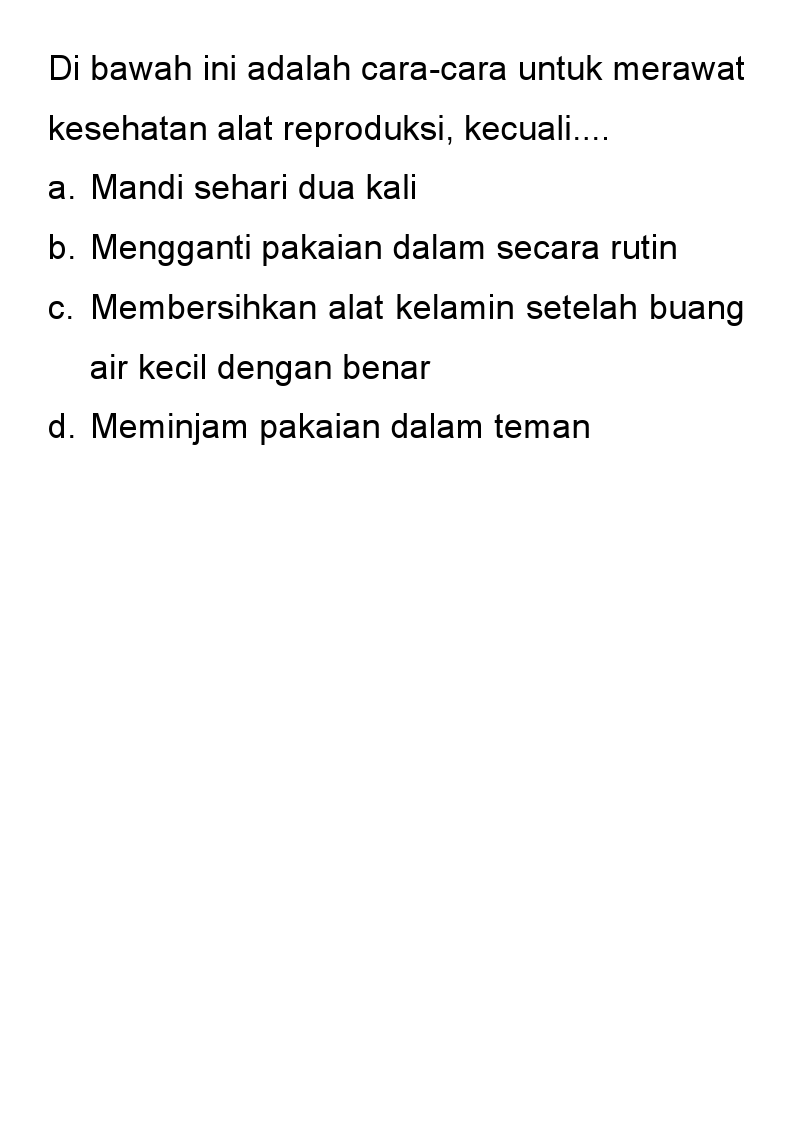 Di bawah ini adalah cara-cara untuk merawat
kesehatan alat reproduksi, kecuali....
a. Mandi sehari dua kali
b. Mengganti pakaian dalam secara rutin
c. Membersihkan alat kelamin setelah buang
air kecil dengan benar
d. Meminjam pakaian dalam teman